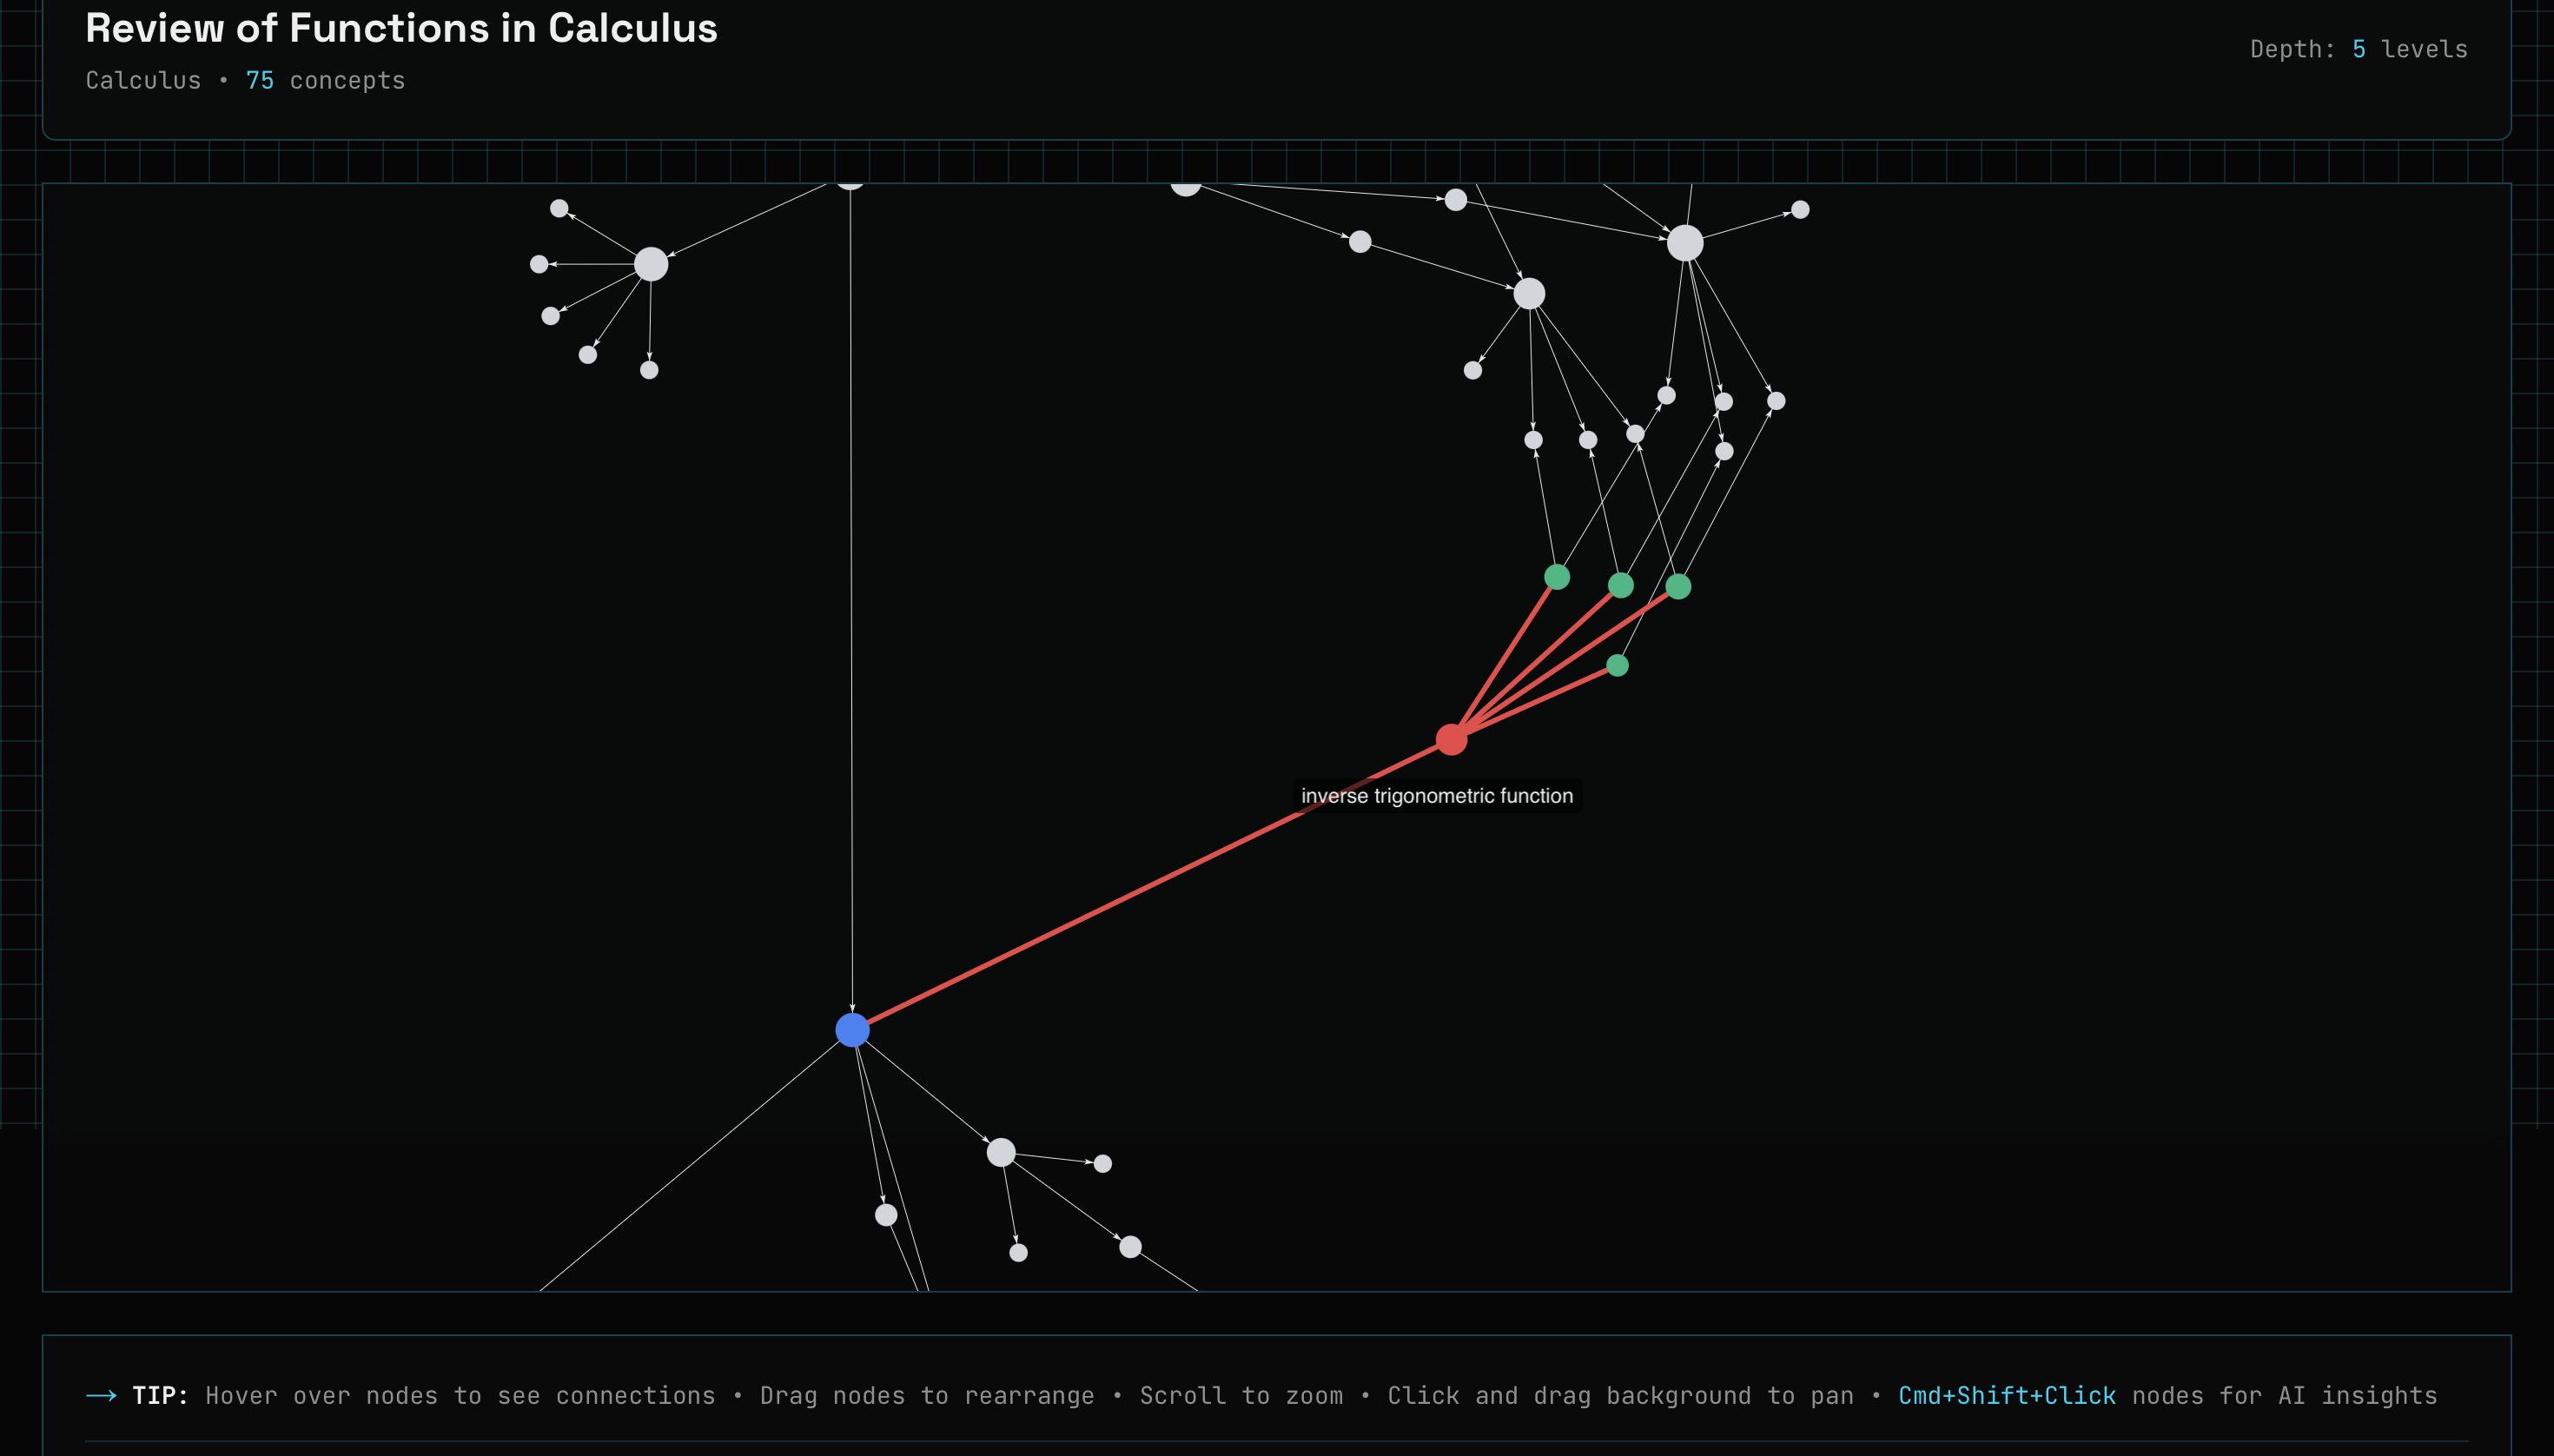 Review of Functions in Calculus
Calculus • 75 concepts
Depth: 5 levels
inverse trigonometric function
→ TIP: Hover over nodes to see connections • Drag nodes to rearrange • Scroll to zoom • Click and drag background to pan • Cmd+Shift+Click nodes for AI insights